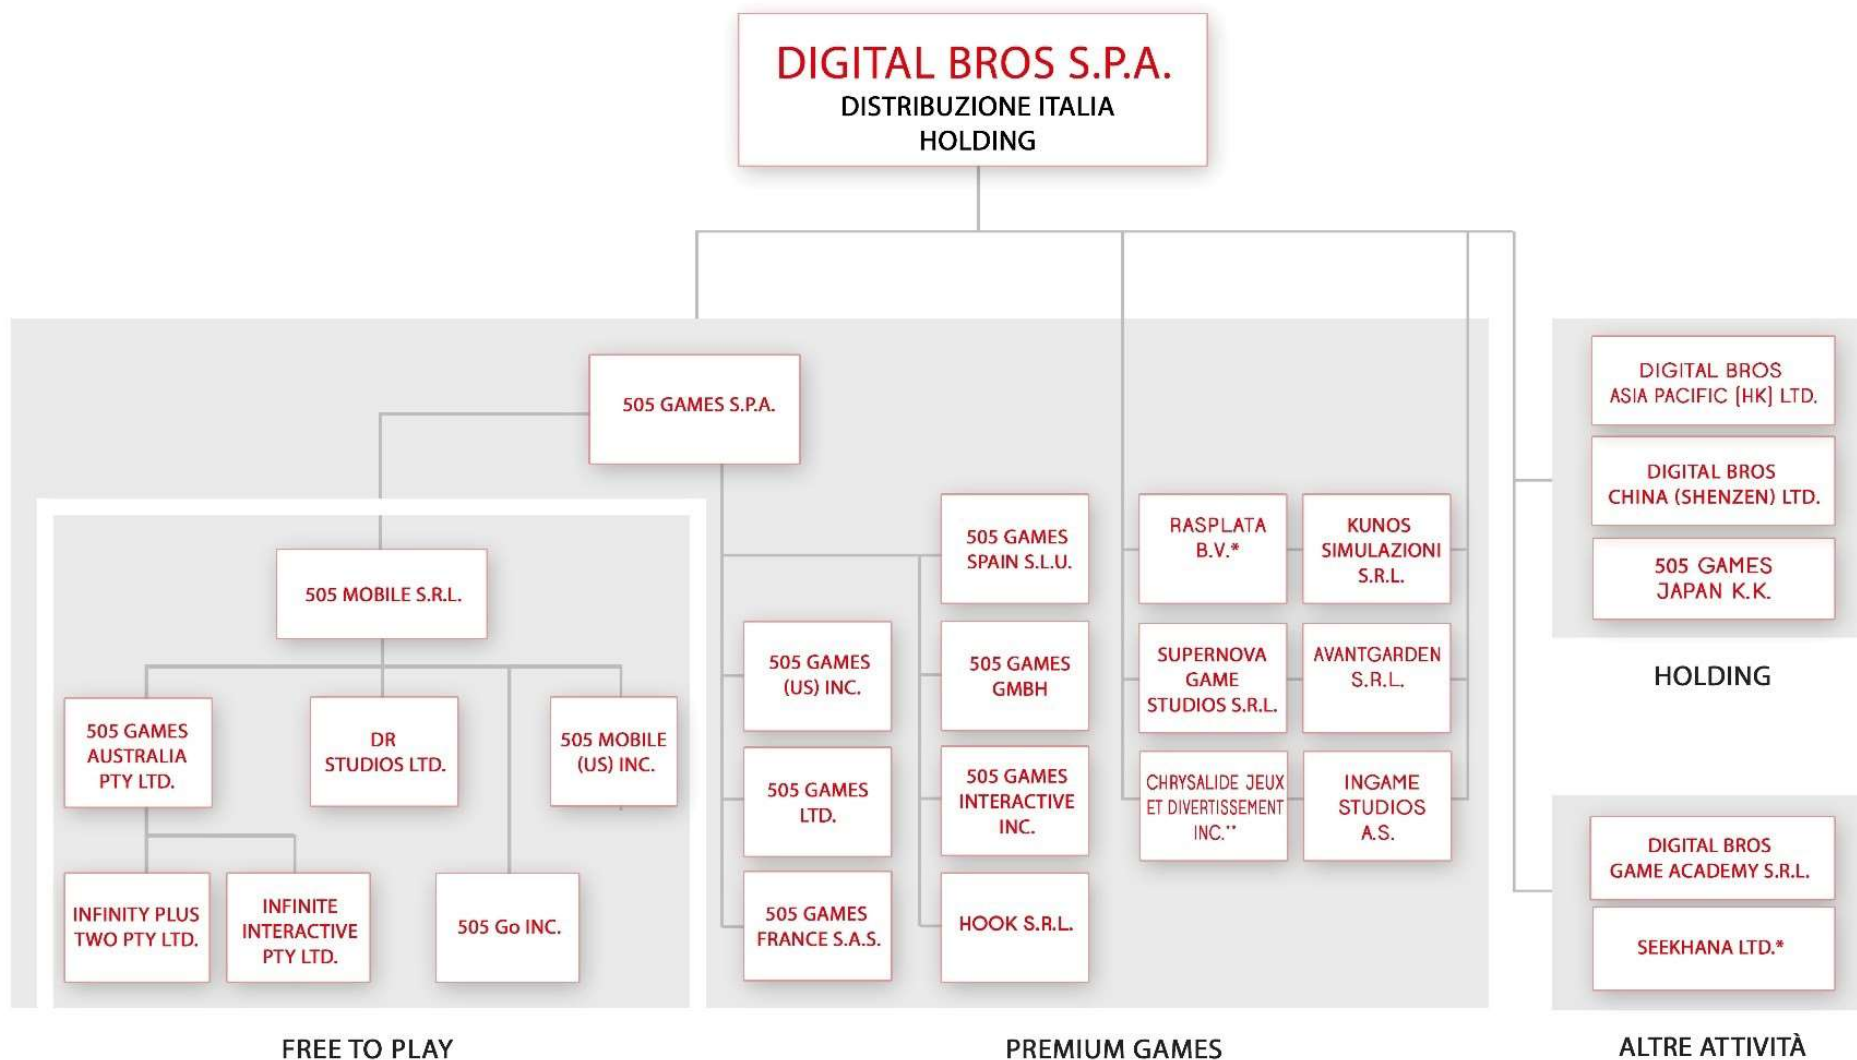 DIGITAL BROS S.P.A.
DISTRIBUZIONE ITALIA
HOLDING
505 GAMES S.P.A.
505 MOBILE S.R.L.
505 GAMES
AUSTRALIA
PTY LTD.
DR
STUDIOS LTD.
505 MOBILE
(US) INC.
INFINITY PLUS
TWO PTY LTD.
INFINITE
INTERACTIVE
PTY LTD.
505 Go INC.
FREE TO PLAY
505 GAMES
(US) INC.
505 GAMES
LTD.
505 GAMES
FRANCE S.A.S.
505 GAMES
SPAIN S.L.U.
505 GAMES
GMBH
505 GAMES
INTERACTIVE
INC.
HOOK S.R.L.
RASPLATA
B.V.*
KUNOS
SIMULAZIONI
S.R.L.
SUPERNOVA
GAME
STUDIOS S.R.L.
AVANTGARDEN
S.R.L.
CHRYSALIDE JEUX
ET DIVERTISSEMENT
INC.**
INGAME
STUDIOS
A.S.
PREMIUM GAMES
DIGITAL BROS
ASIA PACIFIC [HK] LTD.
DIGITAL BROS
CHINA (SHENZEN) LTD.
505 GAMES
JAPAN K.K.
HOLDING
DIGITAL BROS
GAME ACADEMY S.R.L.
SEEKHANA LTD.*
ALTRE ATTIVITÀ